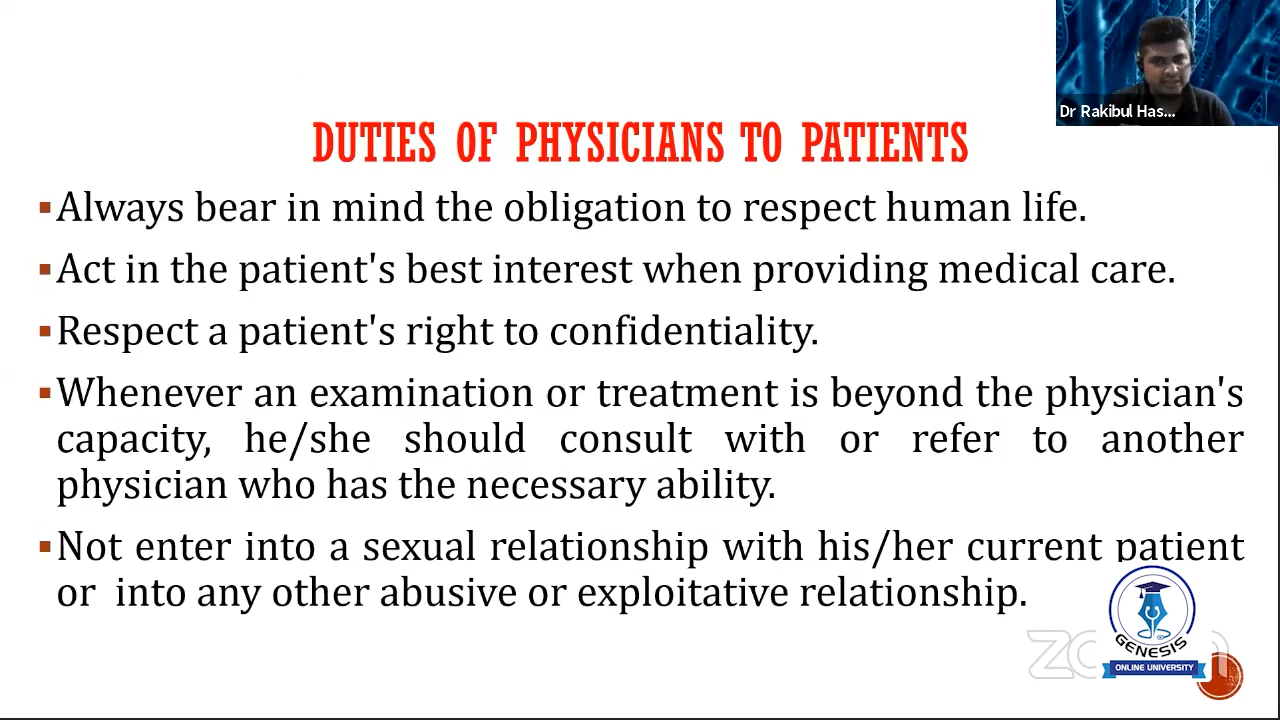 Dr Rakibul Has...
DUTIES OF PHYSICIANS TO PATIENTS
▪Always bear in mind the obligation to respect human life.
▪Act in the patient's best interest when providing medical care.
▪Respect a patient's right to confidentiality.
▪Whenever an examination or treatment is beyond the physician's
capacity, he/she should consult with or refer to another
physician who has the necessary ability.
▪Not enter into a sexual relationship with his/her current patient
or into any other abusive or exploitative relationship.
GENESIS
ONLINE UNIVERSITY